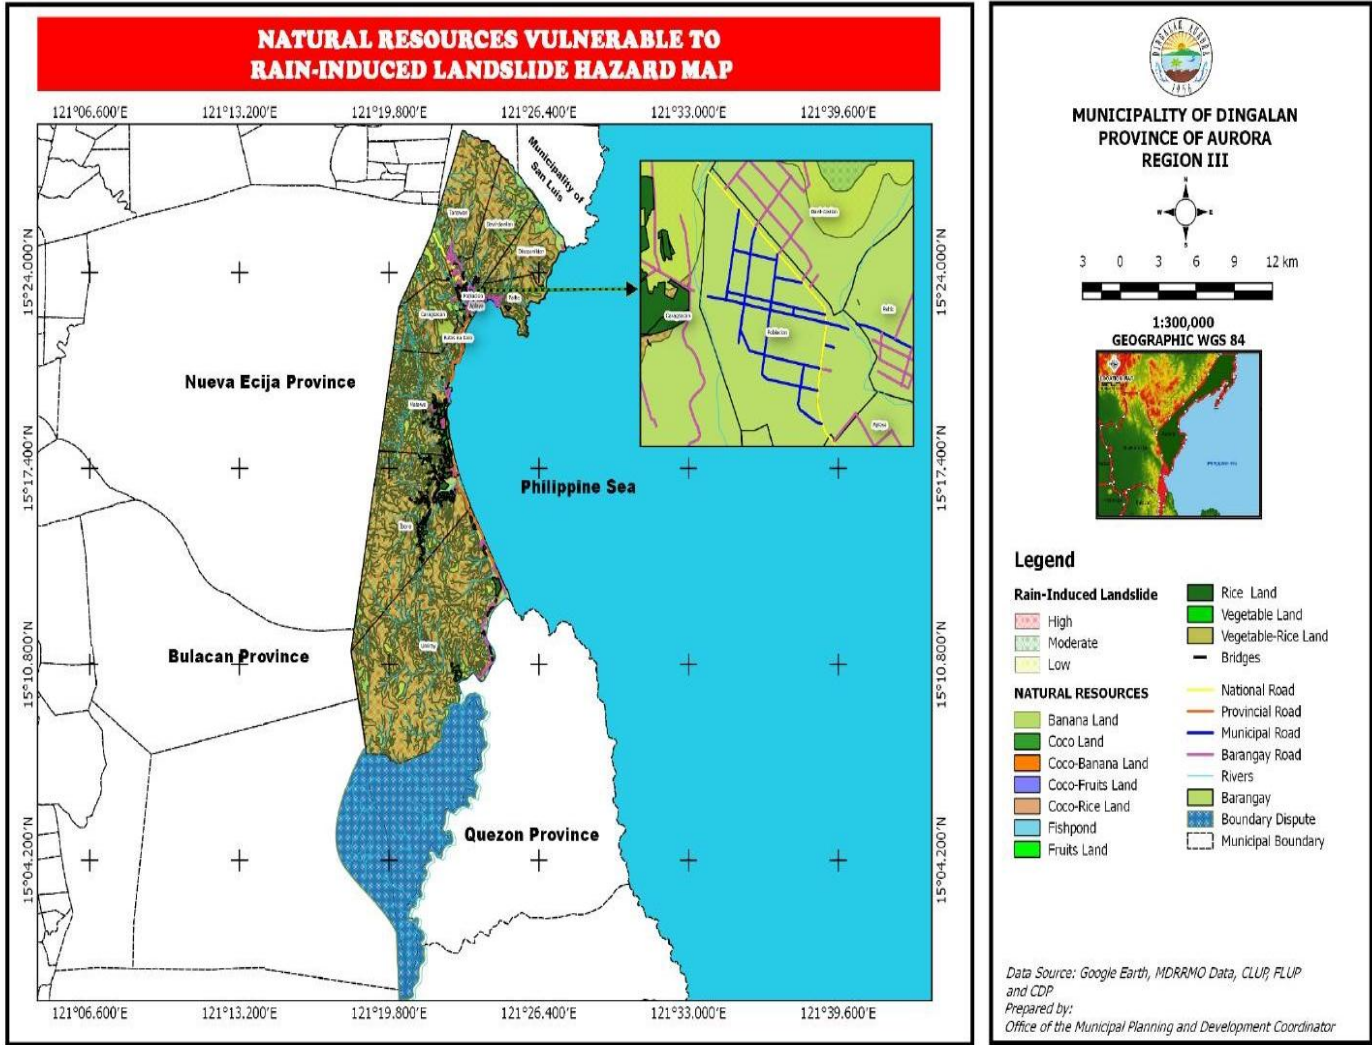 NATURAL RESOURCES VULNERABLE TO
RAIN-INDUCED LANDSLIDE HAZARD MAP
121°06.600'E 121°13.200'E 121°19.800'E 121°26.400'E 121°33.000'E 121°39.600'E
Municipality of
San Luis
15°24.000'N
15°24.000'N
Nueva Ecija Province
15°17.400'N
15°17.400'N
Philippine Sea
Bulacan Province
15°10.800'N
15°10.800'N
Quezon Province
15°04.200'N
15°04.200'N
121°06.600'E 121°13.200'E 121°19.800'E 121°26.400'E 121°33.000'E 121°39.600'E
DINGALAN AURORA
1956
MUNICIPALITY OF DINGALAN
PROVINCE OF AURORA
REGION III
N
W E
S
3 0 3 6 9 12 km
1:300,000
GEOGRAPHIC WGS 84
Legend
Rain-Induced Landslide
High
Moderate
Low
NATURAL RESOURCES
Banana Land
Coco Land
Coco-Banana Land
Coco-Fruits Land
Coco-Rice Land
Fishpond
Fruits Land
Rice Land
Vegetable Land
Vegetable-Rice Land
Bridges
National Road
Provincial Road
Municipal Road
Barangay Road
Rivers
Barangay
Boundary Dispute
Municipal Boundary
Data Source: Google Earth, MDRRMO Data, CLUP, FLUP
and CDP
Prepared by:
Office of the Municipal Planning and Development Coordinator